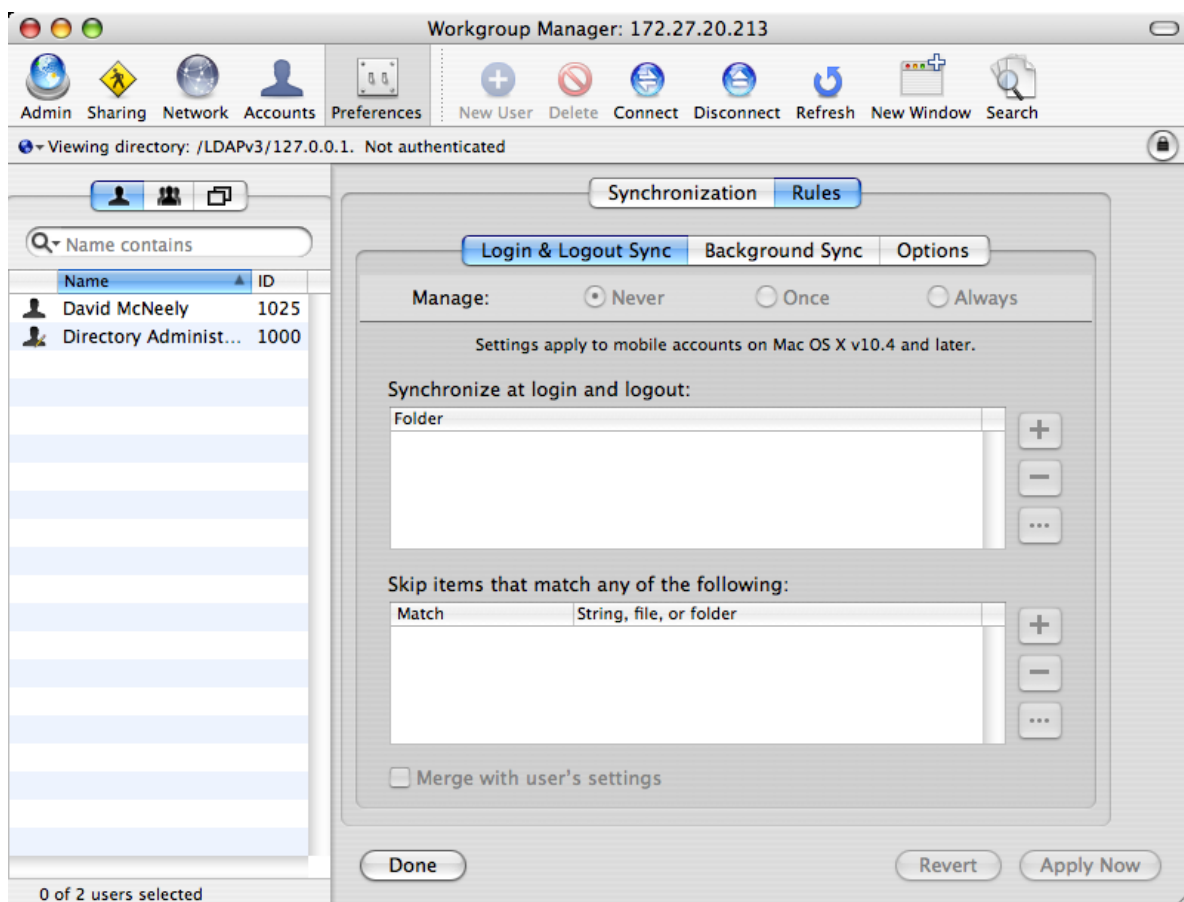 Workgroup Manager: 172.27.20.213
Admin Sharing Network Accounts Preferences New User Delete Connect Disconnect Refresh New Window Search
Viewing directory: /LDAPv3/127.0.0.1. Not authenticated
Name contains
Name ID
David McNeely 1025
Directory Administ... 1000
0 of 2 users selected
Synchronization Rules
Login & Logout Sync Background Sync Options
Manage: Never Once Always
Settings apply to mobile accounts on Mac OS X v10.4 and later.
Synchronize at login and logout:
Folder
Skip items that match any of the following:
Match String, file, or folder
Merge with user's settings
Done Revert Apply Now